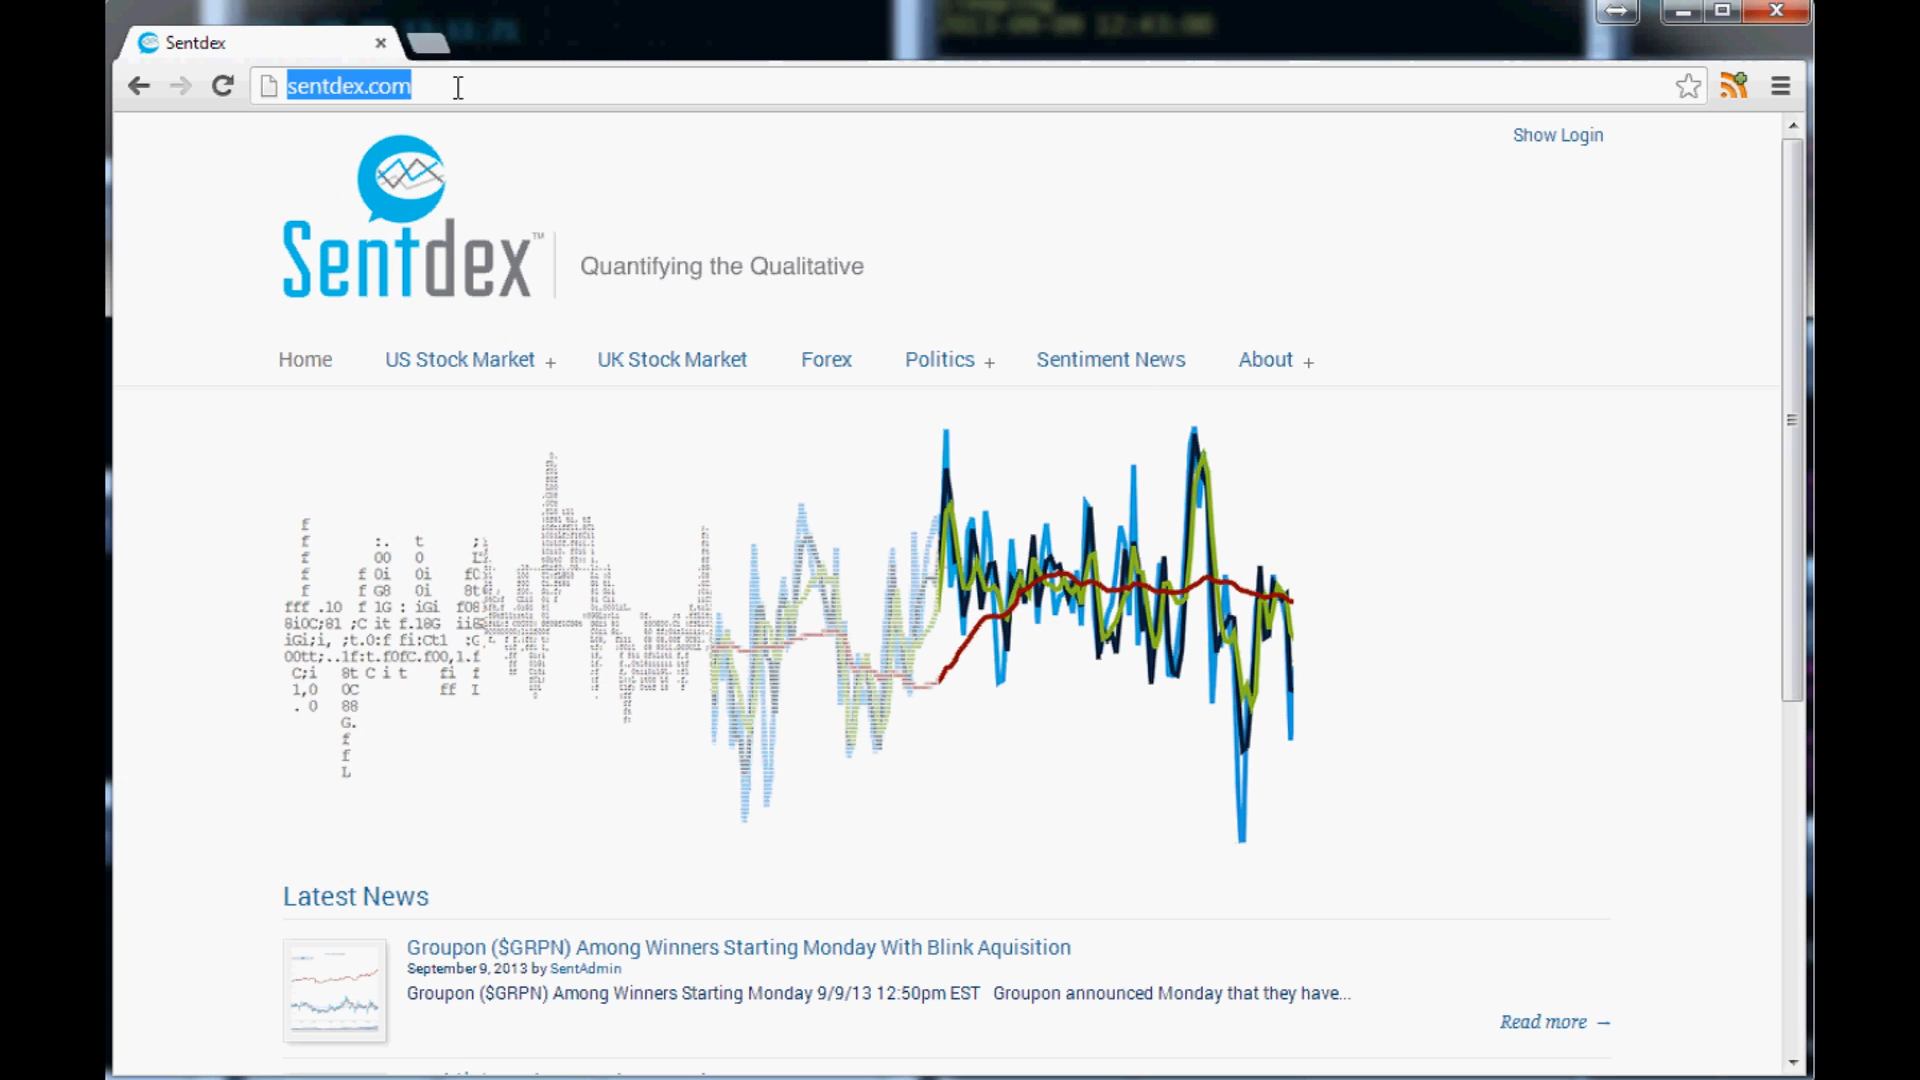 Sentdex
sentdex.com
Show Login
Sentdex™
Quantifying the Qualitative
Home
US Stock Market +
UK Stock Market
Forex
Politics +
Sentiment News
About +
Latest News
Groupon ($GRPN) Among Winners Starting Monday With Blink Aquisition
September 9, 2013 by SentAdmin
Groupon ($GRPN) Among Winners Starting Monday 9/9/13 12:50pm EST Groupon announced Monday that they have...
Read more →